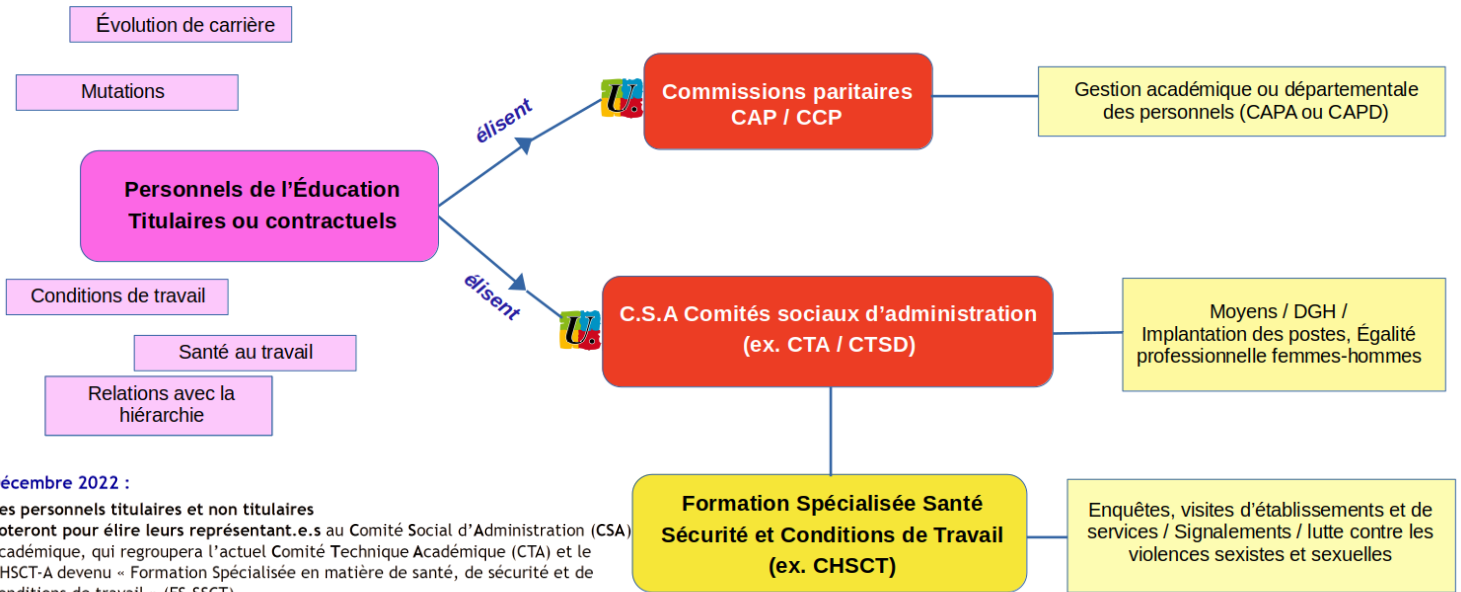 Évolution de carrière
Mutations
Personnels de l’Éducation
Titulaires ou contractuels
Conditions de travail
Santé au travail
Relations avec la
hiérarchie
élisent
élisent
U.
Commissions paritaires
CAP / CCP
Gestion académique ou départementale
des personnels (CAPA ou CAPD)
U.
C.S.A Comités sociaux d’administration
(ex. CTA / CTSD)
Moyens / DGH /
Implantation des postes, Égalité
professionnelle femmes-hommes
Formation Spécialisée Santé
Sécurité et Conditions de Travail
(ex. CHSCT)
Enquêtes, visites d’établissements et de
services / Signalements / lutte contre les
violences sexistes et sexuelles
écembre 2022 :
es personnels titulaires et non titulaires
oteront pour élire leurs représentant.e.s au Comité Social d’Administration (CSA)
cadémique, qui regroupera l’actuel Comité Technique Académique (CTA) et le
HSCT-A devenu « Formation Spécialisée en matière de santé, de sécurité et de
onditions de travail » (FS-SSCT)